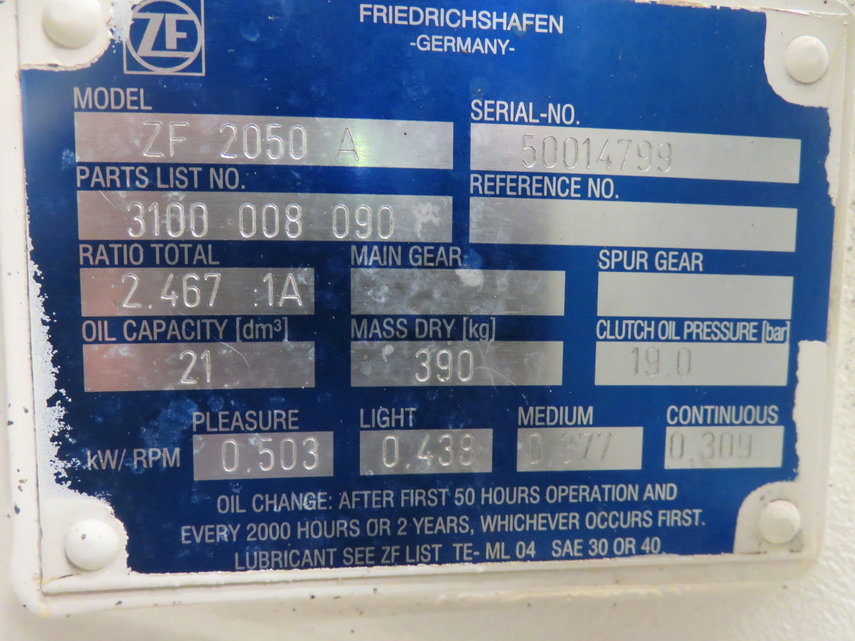 ZF
FRIEDRICHSHAFEN
-GERMANY-
MODEL SERIAL-NO.
ZF 2050 A 50014799
PARTS LIST NO. REFERENCE NO.
3100 008 090
RATIO TOTAL MAIN GEAR SPUR GEAR
2.467 :1A
OIL CAPACITY [dm³] MASS DRY [kg] CLUTCH OIL PRESSURE [bar]
21 390 19.0
PLEASURE LIGHT MEDIUM CONTINUOUS
kW/ RPM 0.503 0.438 0.377 0.309
OIL CHANGE: AFTER FIRST 50 HOURS OPERATION AND
EVERY 2000 HOURS OR 2 YEARS, WHICHEVER OCCURS FIRST.
LUBRICANT SEE ZF LIST TE- ML 04 SAE 30 OR 40